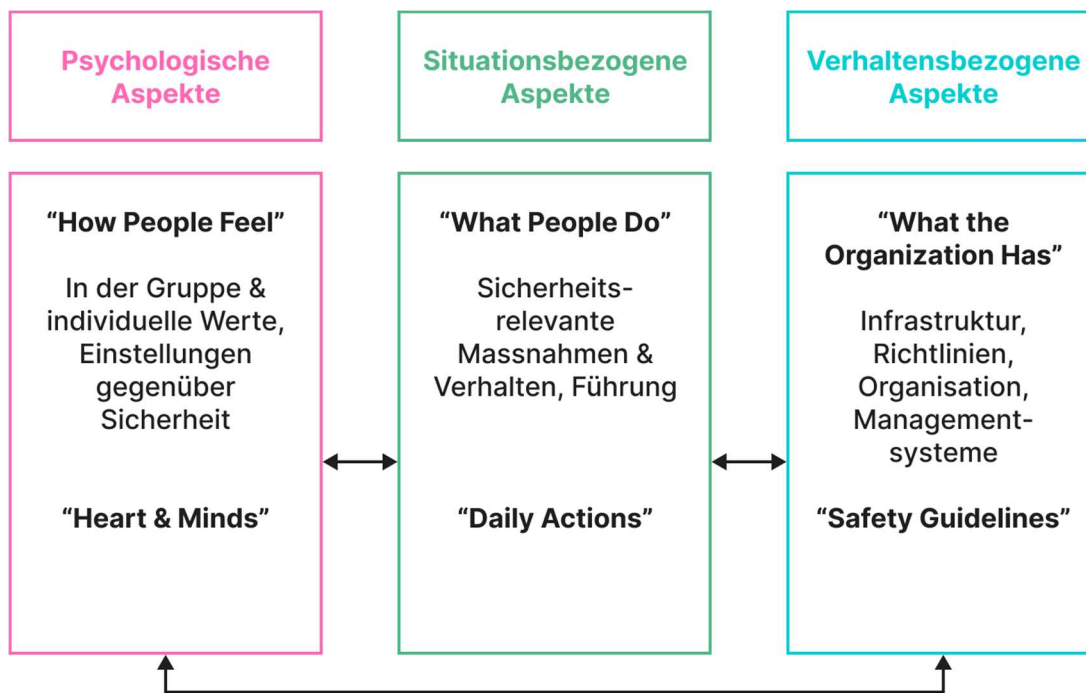 Psychologische
Aspekte
Situationsbezogene
Aspekte
Verhaltensbezogene
Aspekte
“How People Feel”
In der Gruppe &
individuelle Werte,
Einstellungen
gegenüber
Sicherheit
“Heart & Minds”
“What People Do”
Sicherheits-
relevante
Massnahmen &
Verhalten, Führung
“Daily Actions”
“What the
Organization Has”
Infrastruktur,
Richtlinien,
Organisation,
Management-
systeme
“Safety Guidelines”